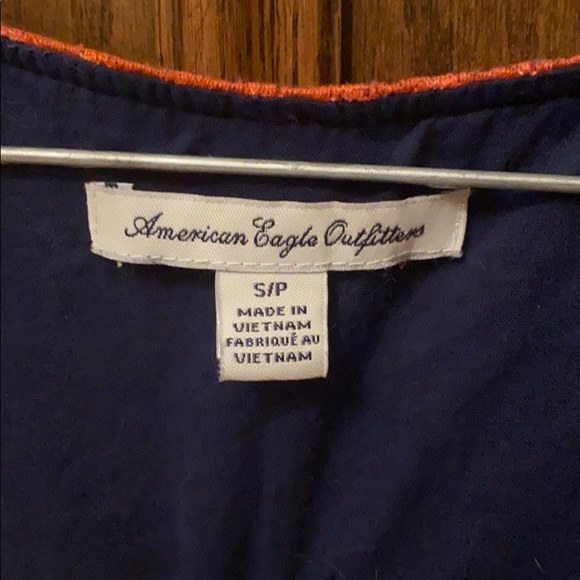 American Eagle Outfitters
S/P
MADE IN
VIETNAM
FABRIQUÉ AU
VIETNAM